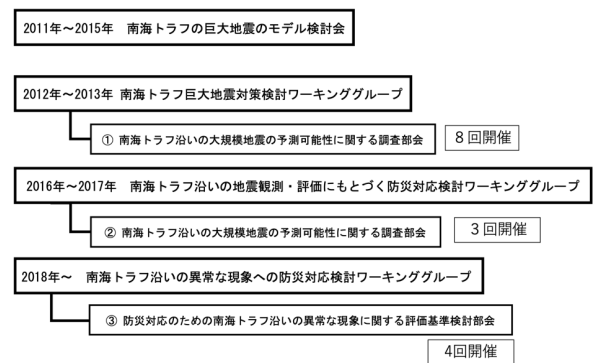 2011年～2015年　南海トラフの巨大地震のモデル検討会
2012年～2013年 南海トラフ巨大地震対策検討ワーキンググループ
① 南海トラフ沿いの大規模地震の予測可能性に関する調査部会
８回開催
2016年～2017年　南海トラフ沿いの地震観測・評価にもとづく防災対応検討ワーキンググループ
② 南海トラフ沿いの大規模地震の予測可能性に関する調査部会
３回開催
2018年～　南海トラフ沿いの異常な現象への防災対応検討ワーキンググループ
③ 防災対応のための南海トラフ沿いの異常な現象に関する評価基準検討部会
4回開催